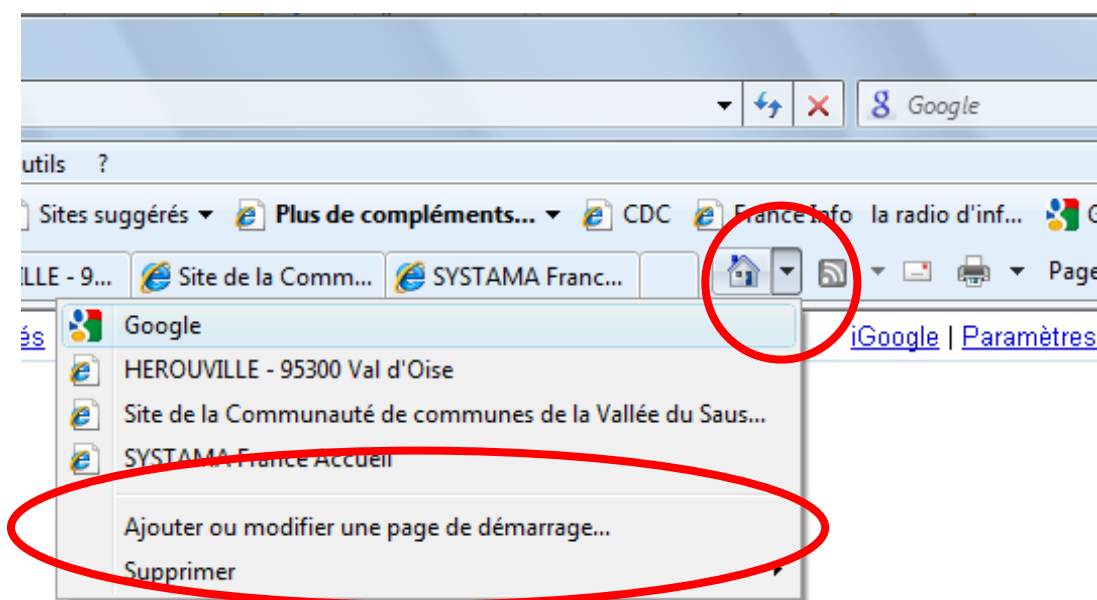 Google
utils ?
Sites suggérés Plus de compléments... CDC France Info la radio d'inf... G
LLE - 9... Site de la Comm... SYSTAMA Franc... Page
és iGoogle | Paramètres
Google
HEROUVILLE - 95300 Val d'Oise
Site de la Communauté de communes de la Vallée du Saus...
SYSTAMA France Accueil
Ajouter ou modifier une page de démarrage...
Supprimer